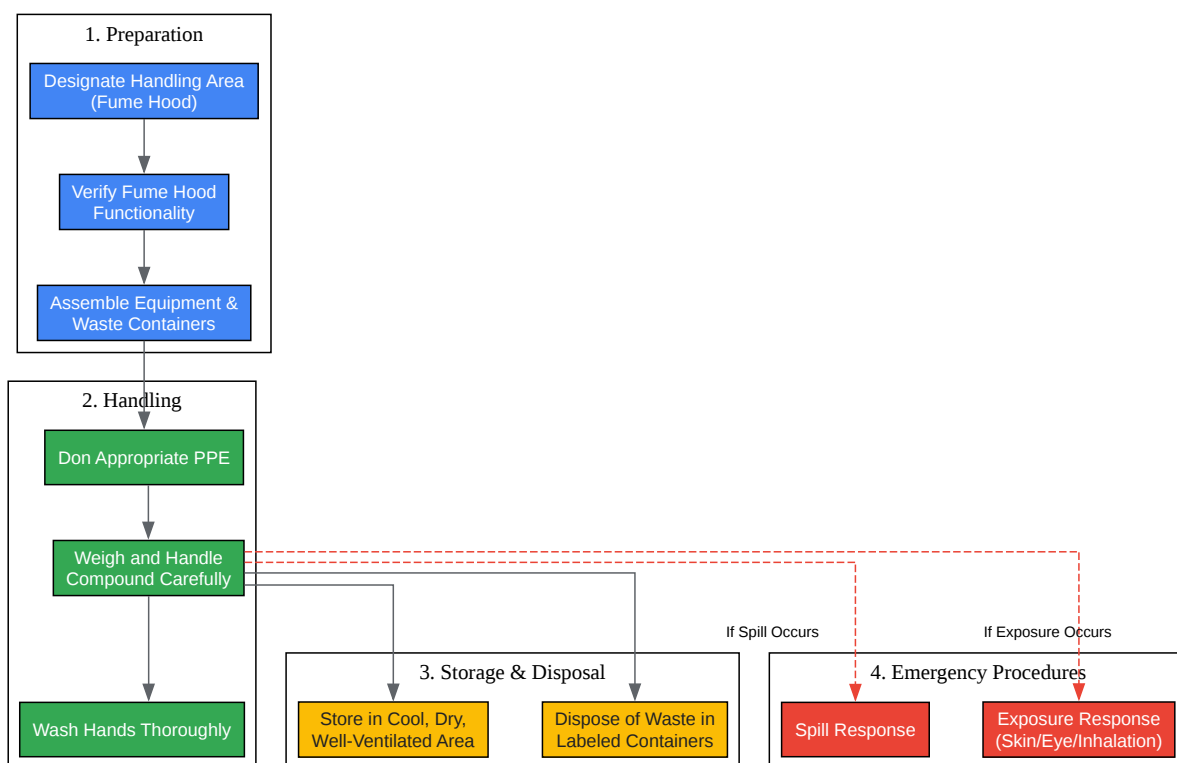 1. Preparation
Designate Handling Area
(Fume Hood)
Verify Fume Hood
Functionality
Assemble Equipment &
Waste Containers
2. Handling
Don Appropriate PPE
Weigh and Handle
Compound Carefully
Wash Hands Thoroughly
If Spill Occurs
If Exposure Occurs
3. Storage & Disposal
Store in Cool, Dry,
Well-Ventilated Area
Dispose of Waste in
Labeled Containers
4. Emergency Procedures
Spill Response
Exposure Response
(Skin/Eye/Inhalation)